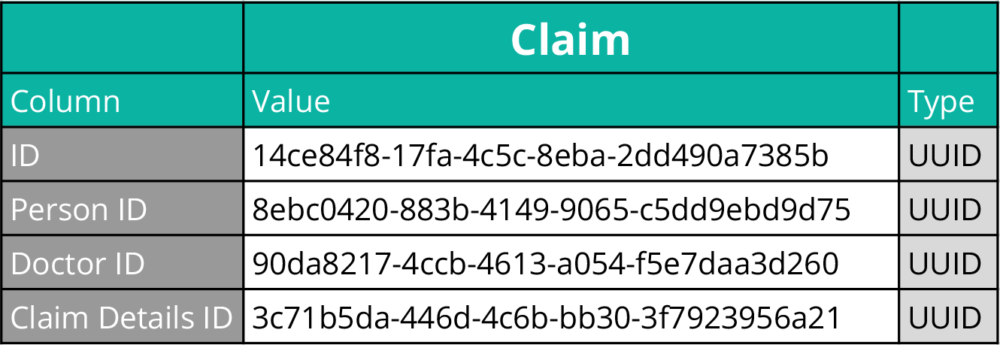 Claim
Column Value Type
ID 14ce84f8-17fa-4c5c-8eba-2dd490a7385b UUID
Person ID 8ebc0420-883b-4149-9065-c5dd9ebd9d75 UUID
Doctor ID 90da8217-4ccb-4613-a054-f5e7daa3d260 UUID
Claim Details ID 3c71b5da-446d-4c6b-bb30-3f7923956a21 UUID